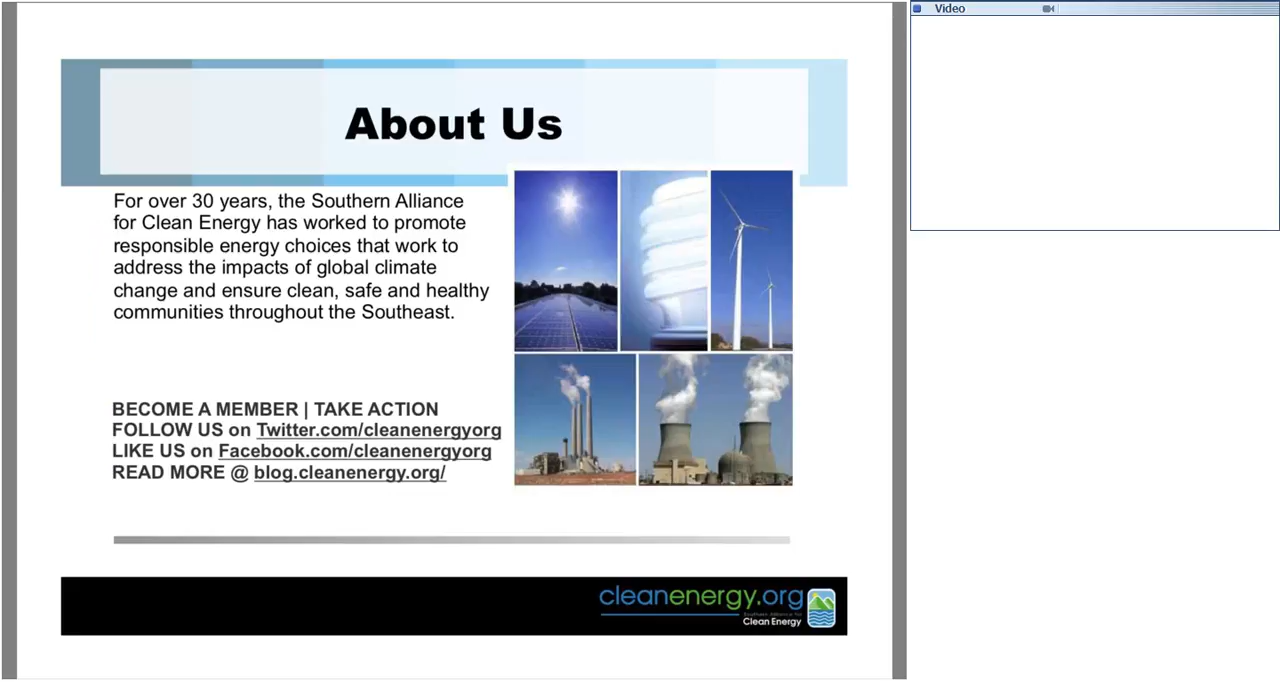 Video
About Us
For over 30 years, the Southern Alliance
for Clean Energy has worked to promote
responsible energy choices that work to
address the impacts of global climate
change and ensure clean, safe and healthy
communities throughout the Southeast.
BECOME A MEMBER | TAKE ACTION
FOLLOW US on Twitter.com/cleanenergyorg
LIKE US on Facebook.com/cleanenergyorg
READ MORE @ blog.cleanenergy.org/
cleanenergy.org
Southern Alliance for
Clean Energy